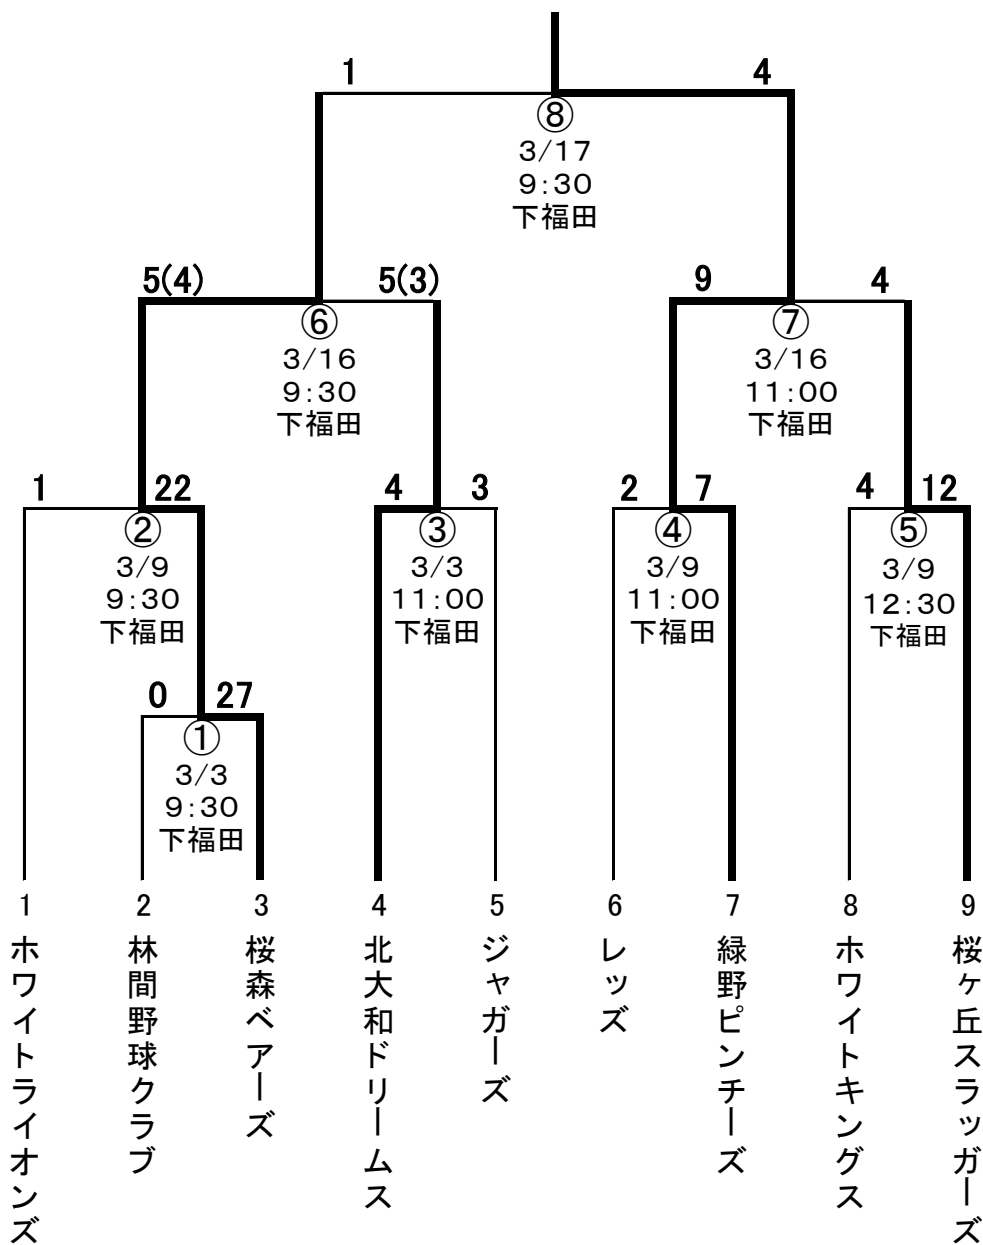 1 4
⑧
3/17
9:30
下福田
5(4) 5(3) 9 4
⑥ ⑦
3/16 3/16
9:30 11:00
下福田 下福田
1 22 4 3 2 7 4 12
② ③ ④ ⑤
3/9 3/3 3/9 3/9
9:30 11:00 11:00 12:30
下福田 下福田 下福田 下福田
0 27
①
3/3
9:30
下福田
1 2 3 4 5 6 7 8 9
ホワイトライオンズ
林間野球クラブ
桜森ベアーズ
北大和ドリームス
ジャガーズ
レッズ
緑野ピンチーズ
ホワイトキングス
桜ヶ丘スラッガーズ